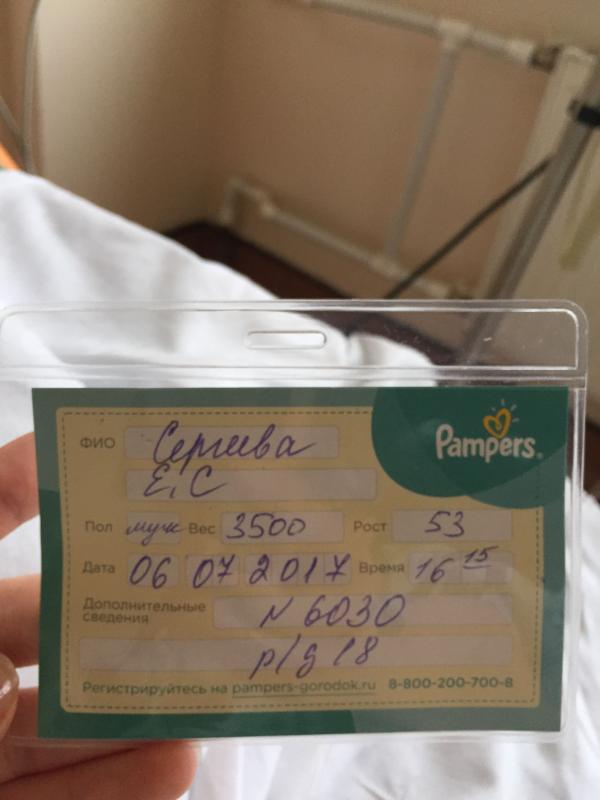 Pampers
ФИО Сергеева
Е.С
Пол муж Вес 3500 Рост 53
Дата 06 07 2017 Время 16 15
Дополнительные сведения N 6030
р/д 18
Регистрируйтесь на pampers-gorodok.ru 8-800-200-700-8